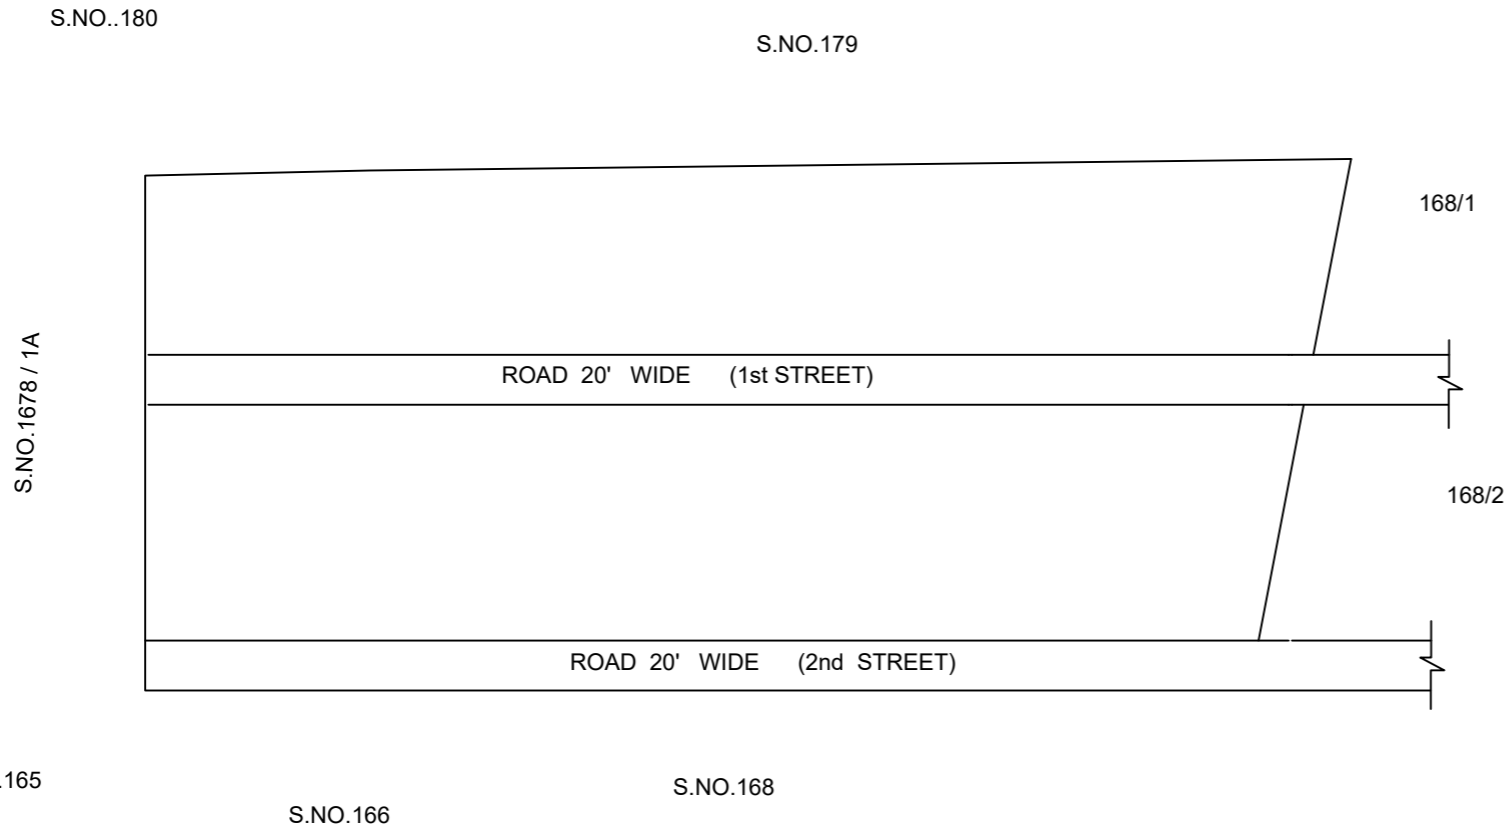 S.NO..180
S.NO.179
168/1
S.NO.1678 / 1A
ROAD 20' WIDE (1st STREET)
168/2
ROAD 20' WIDE (2nd STREET)
.165
S.NO.168
S.NO.166